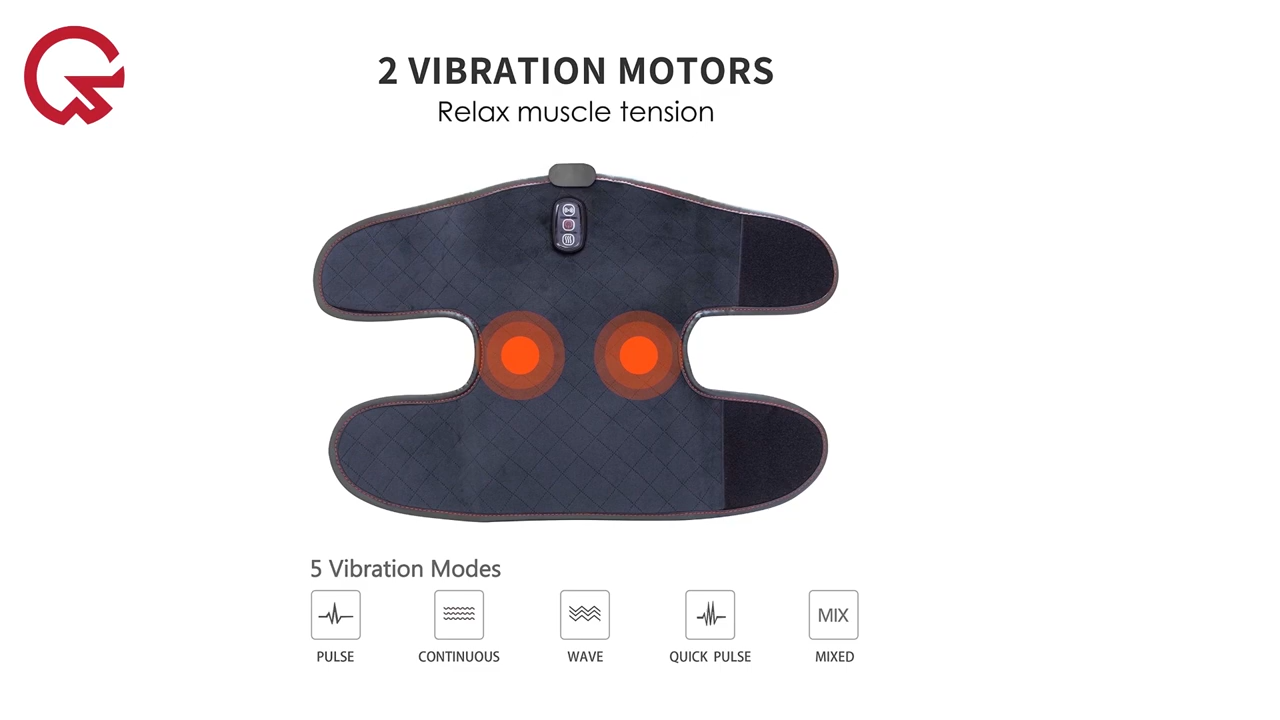 2 VIBRATION MOTORS
Relax muscle tension
5 Vibration Modes
MIX
PULSE
CONTINUOUS
WAVE
QUICK PULSE
MIXED